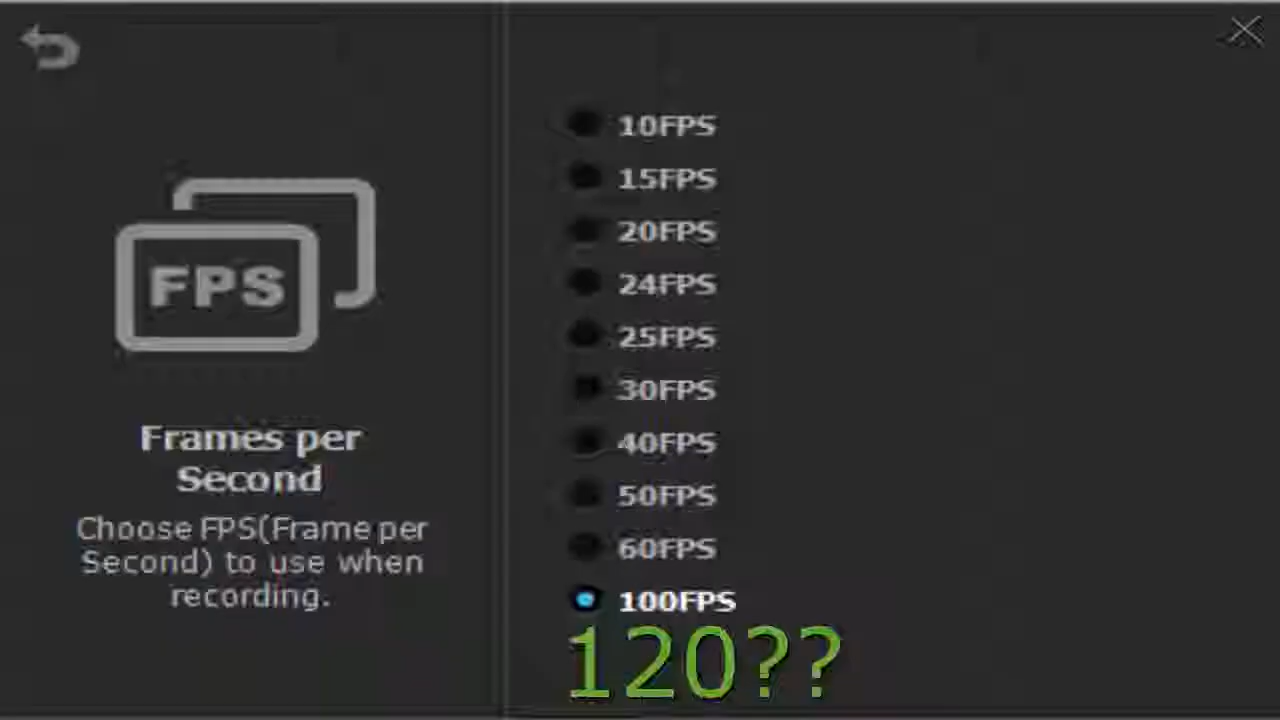 FPS
Frames per
Second
Choose FPS(Frame per
Second) to use when
recording.
10FPS
15FPS
20FPS
24FPS
25FPS
30FPS
40FPS
50FPS
60FPS
100FPS
120??